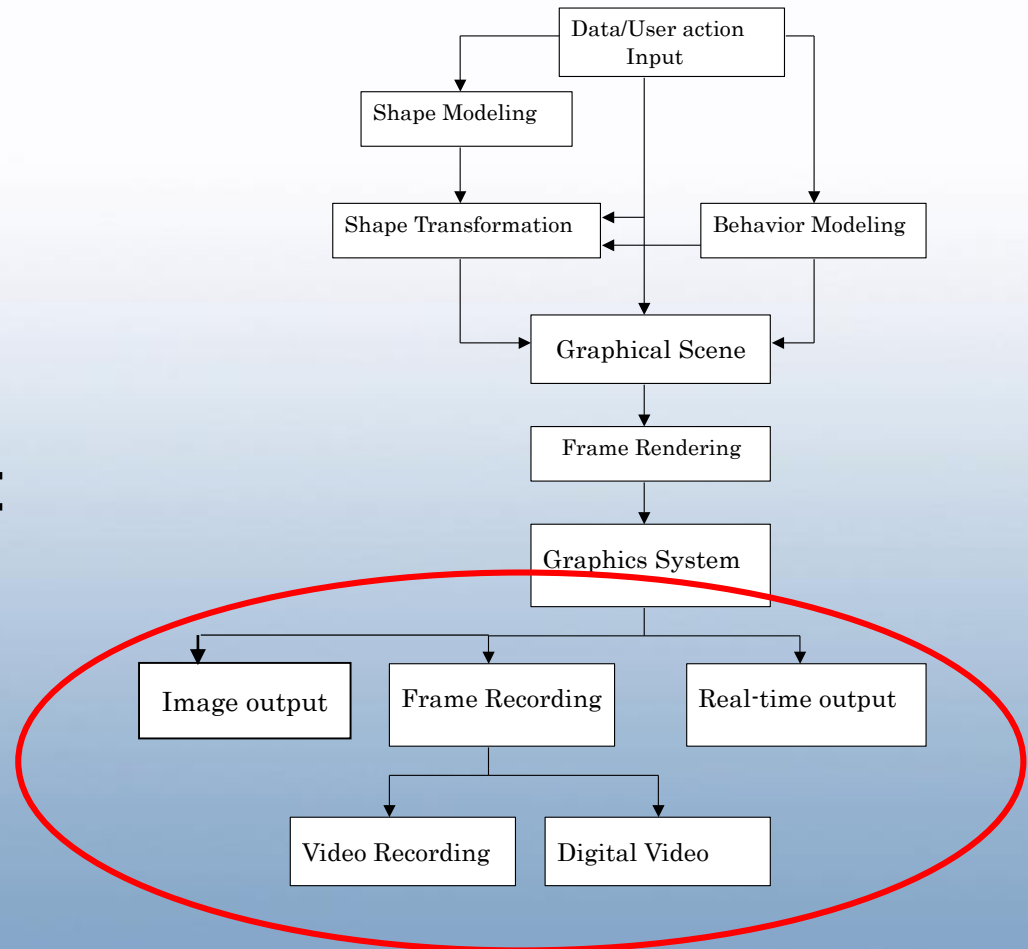 Data/User action
Input
Shape Modeling
Shape Transformation
Behavior Modeling
Graphical Scene
Frame Rendering
Graphics System
Image output
Frame Recording
Real-time output
Video Recording
Digital Video